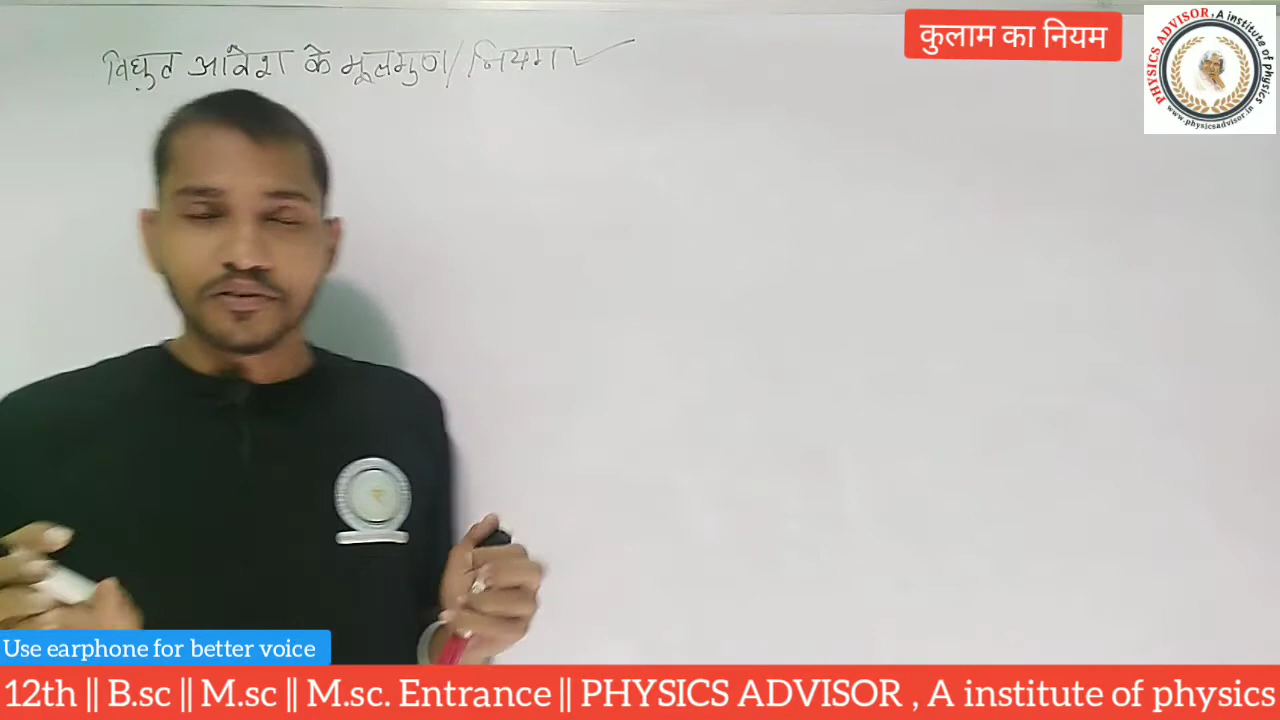 विद्युत आवेश के मूलगुण/नियम
कुलाम का नियम
PHYSICS ADVISOR, A institute of physics
www.physicsadvisor.in
Use earphone for better voice
12th || B.sc || M.sc || M.sc. Entrance || PHYSICS ADVISOR , A institute of physics